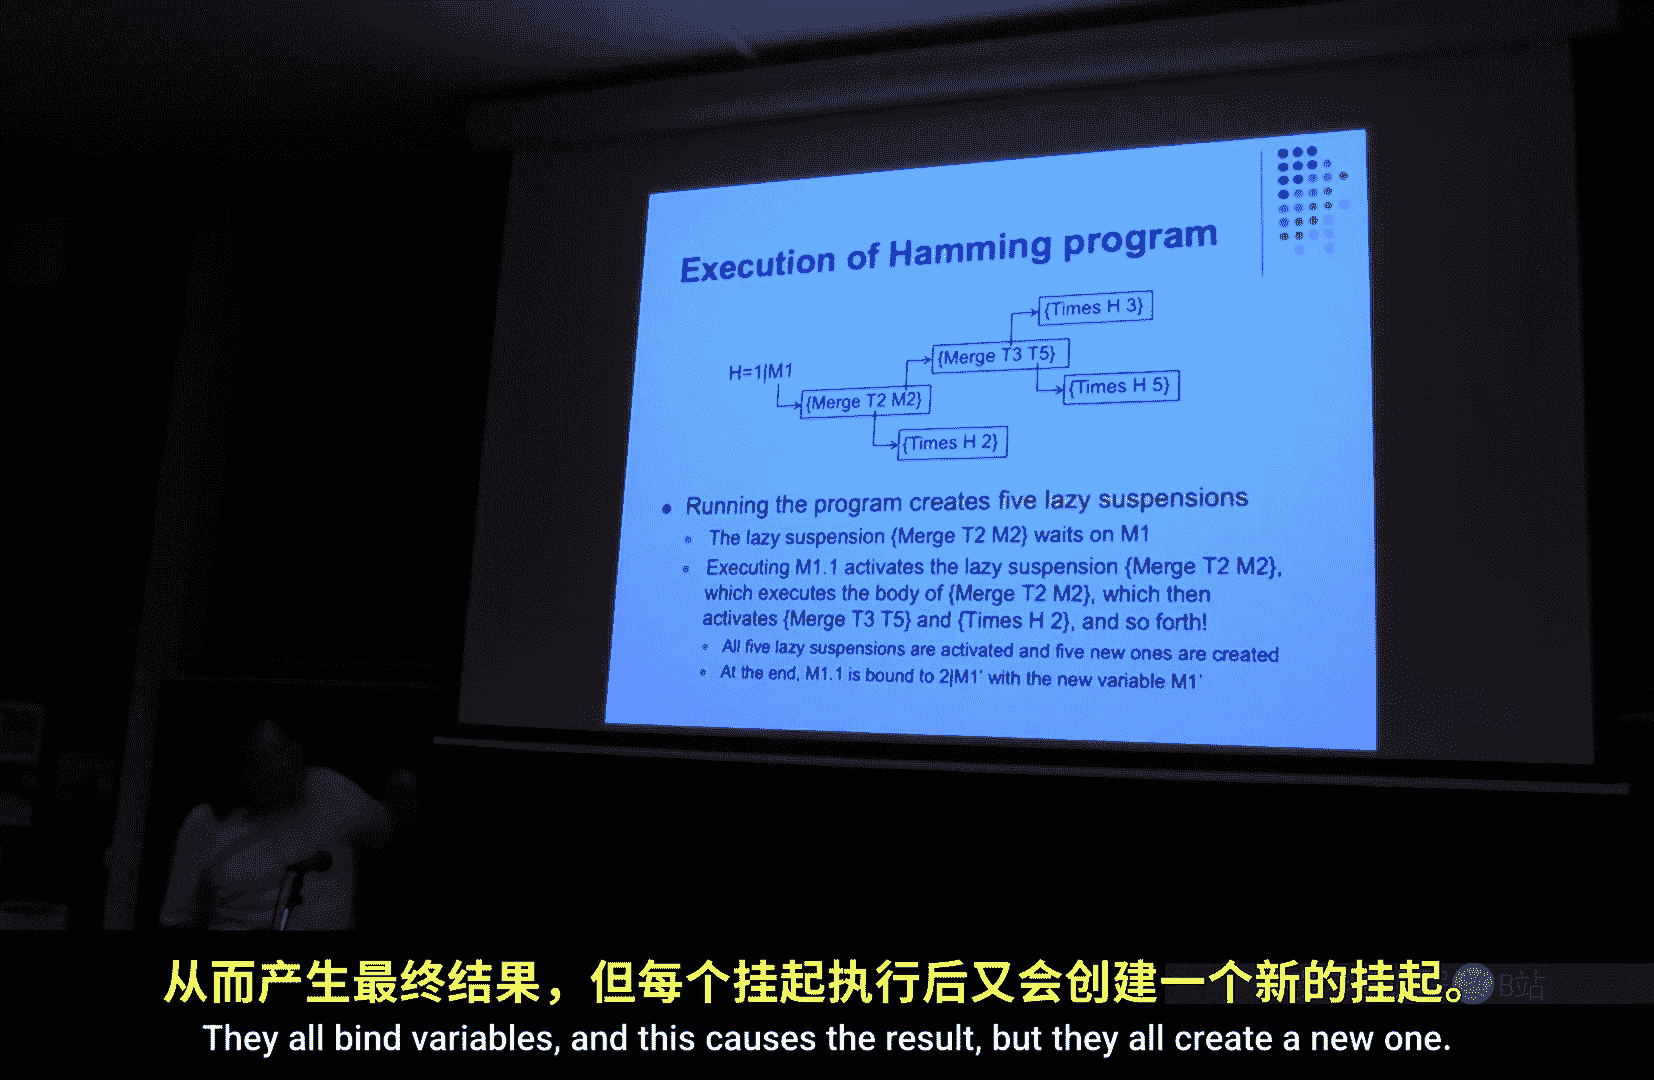 Execution of Hamming program
{Times H 3}
{Merge T3 T5}
H=1|M1
{Times H 5}
{Merge T2 M2}
{Times H 2}
Running the program creates five lazy suspensions
The lazy suspension {Merge T2 M2} waits on M1
Executing M1.1 activates the lazy suspension {Merge T2 M2},
which executes the body of {Merge T2 M2}, which then
activates {Merge T3 T5} and {Times H 2}, and so forth!
All five lazy suspensions are activated and five new ones are created
At the end, M1.1 is bound to 2|M1' with the new variable M1'
从而产生最终结果，但每个挂起执行后又会创建一个新的挂起。
B站
They all bind variables, and this causes the result, but they all create a new one.